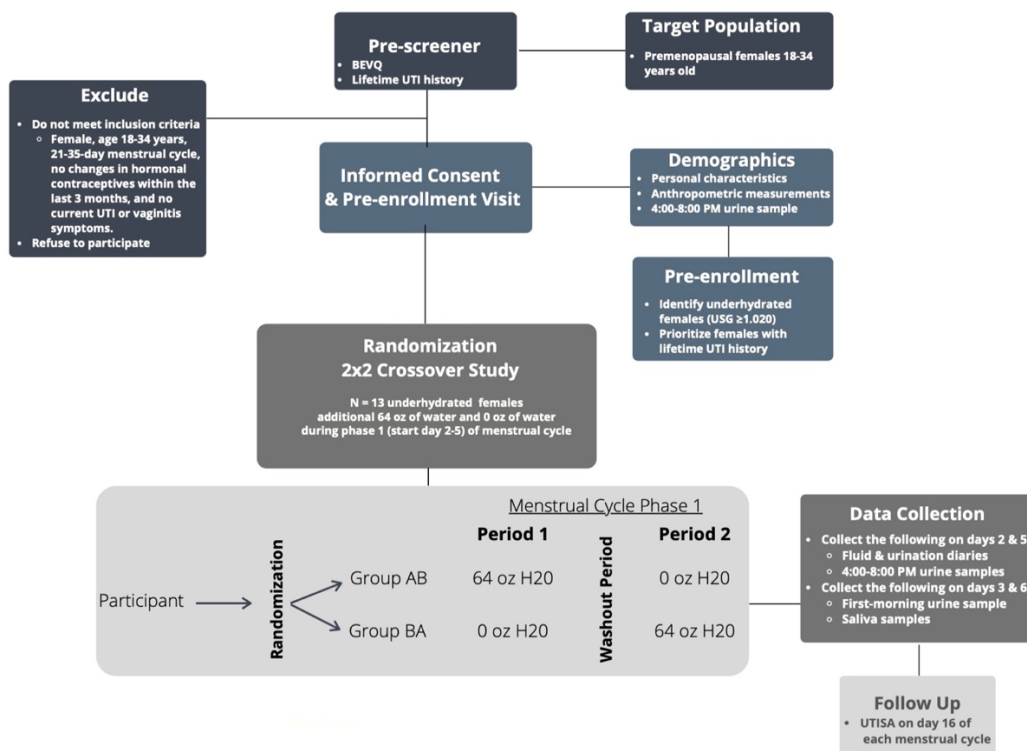 Pre-screener
• BEVQ
• Lifetime UTI history
Target Population
• Premenopausal females 18-34
years old
Exclude
• Do not meet inclusion criteria
○ Female, age 18-34 years,
21-35-day menstrual cycle,
no changes in hormonal
contraceptives within the
last 3 months, and no
current UTI or vaginitis
symptoms.
• Refuse to participate
Informed Consent
& Pre-enrollment Visit
Demographics
• Personal characteristics
• Anthropometric measurements
• 4:00-8:00 PM urine sample
Pre-enrollment
• Identify underhydrated
females (USG ≥1.020)
• Prioritize females with
lifetime UTI history
Randomization
2x2 Crossover Study
N = 13 underhydrated females
additional 64 oz of water and 0 oz of water
during phase 1 (start day 2-5) of menstrual cycle
Menstrual Cycle Phase 1
Period 1
Period 2
Participant
Randomization
Group AB
64 oz H20
Washout Period
0 oz H20
Group BA
0 oz H20
64 oz H20
Data Collection
• Collect the following on days 2 & 5
○ Fluid & urination diaries
○ 4:00-8:00 PM urine samples
• Collect the following on days 3 & 6
○ First-morning urine sample
○ Saliva samples
Follow Up
• UTISA on day 16 of
each menstrual cycle